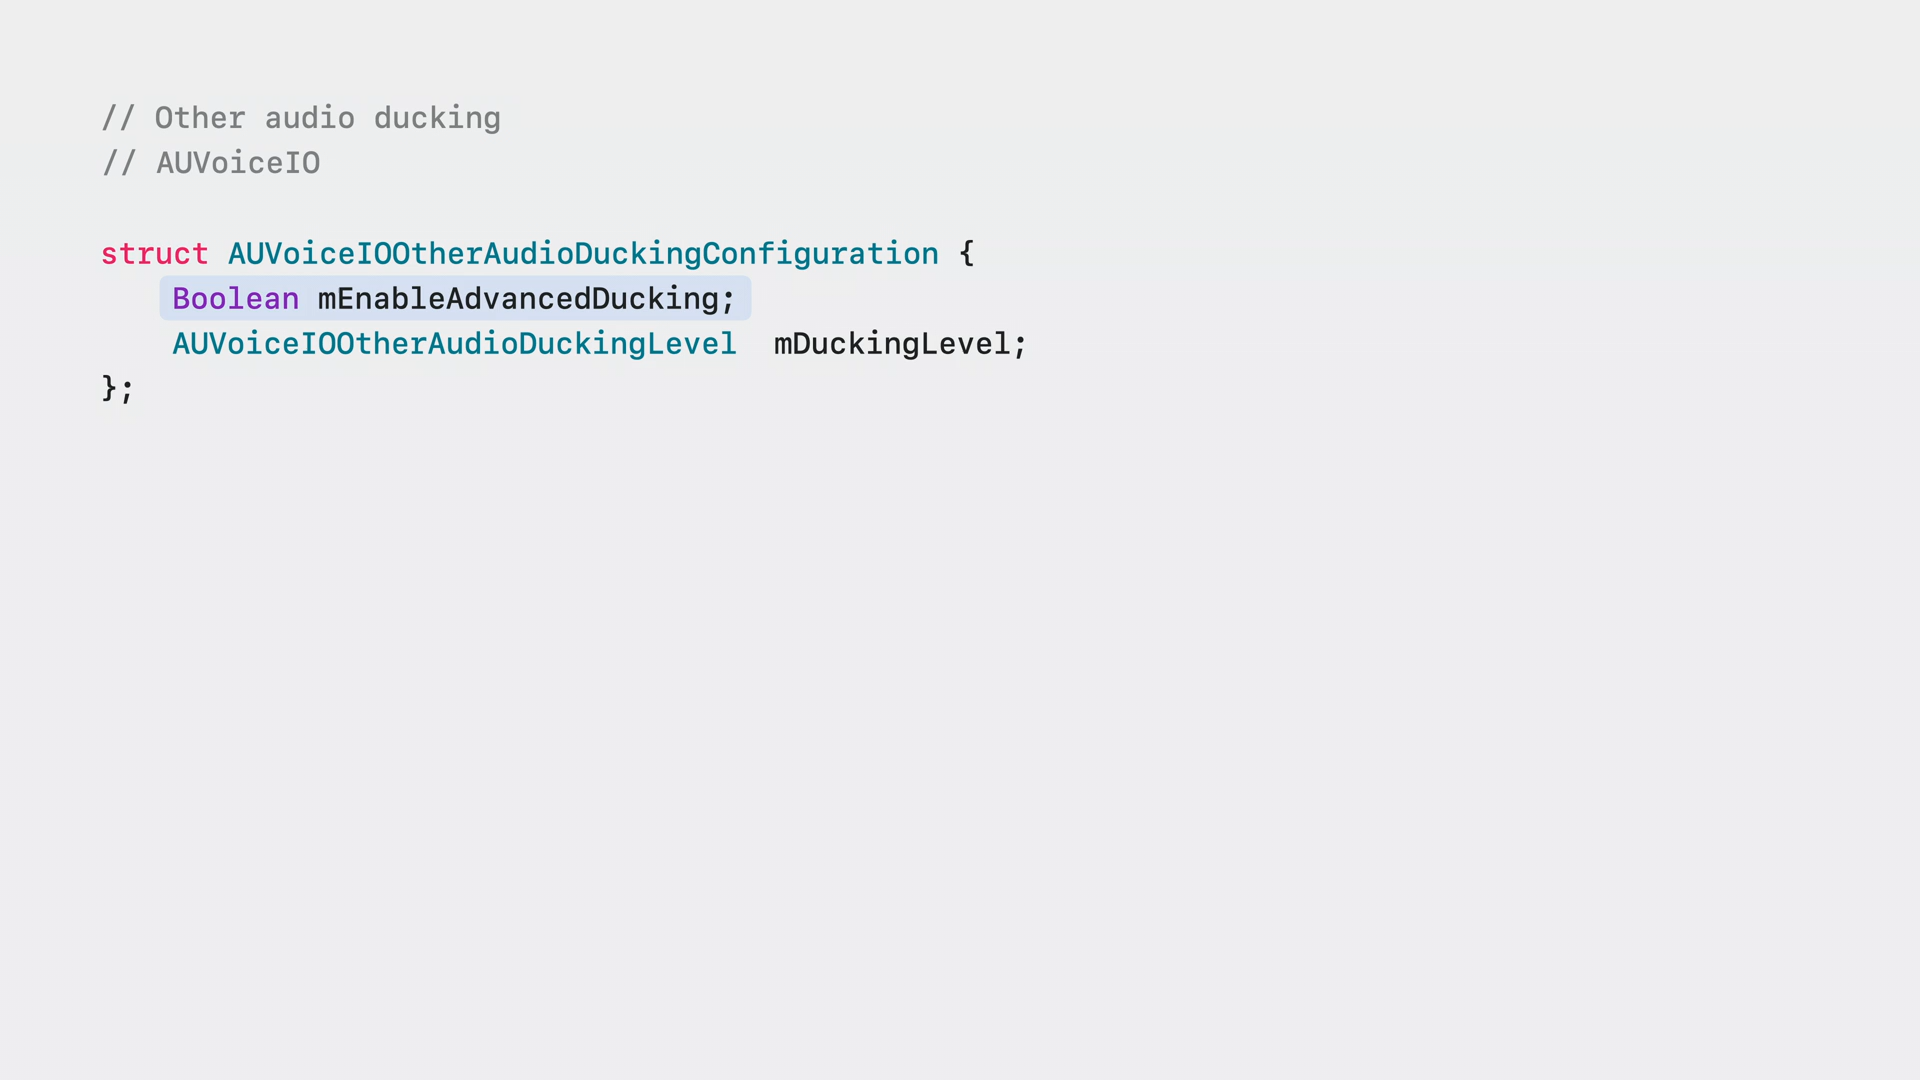 // Other audio ducking
// AUVoiceIO
struct AUVoiceIOOtherAudioDuckingConfiguration {
Boolean mEnableAdvancedDucking;
AUVoiceIOOtherAudioDuckingLevel  mDuckingLevel;
};